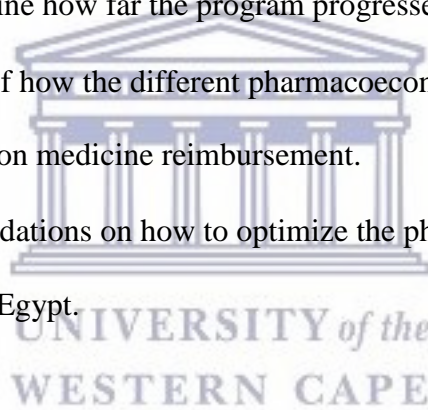 ine how far the program progresse
f how the different pharmacoecon
on medicine reimbursement.
dations on how to optimize the ph
Egypt.
UNIVERSITY of the
WESTERN CAPE